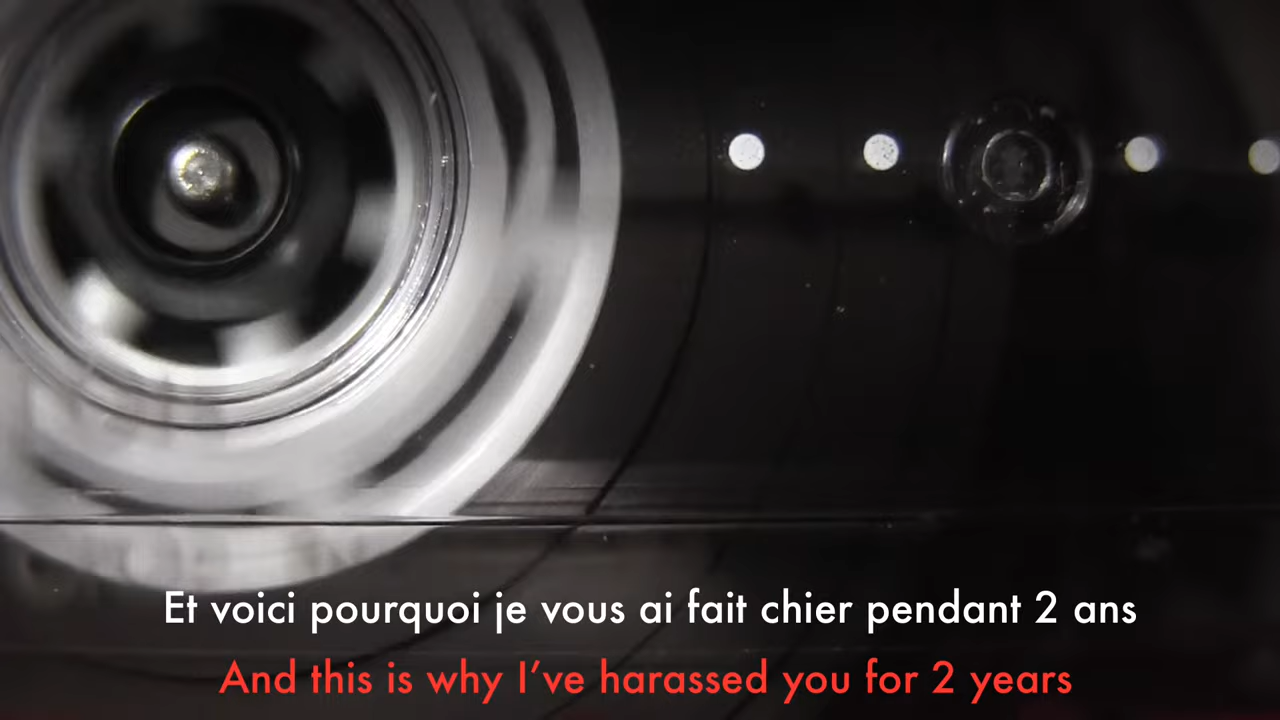 Et voici pourquoi je vous ai fait chier pendant 2 ans
And this is why I’ve harassed you for 2 years